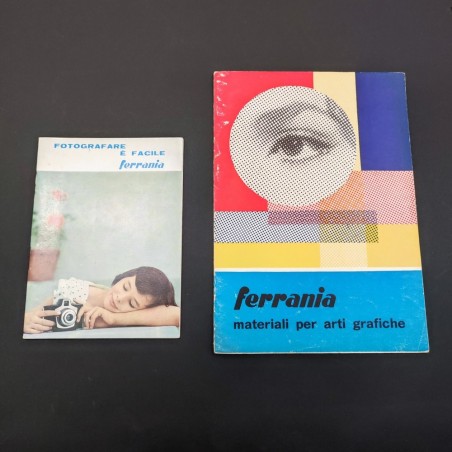 FOTOGRAFARE
È FACILE
ferrania
ferrania
materiali per arti grafiche